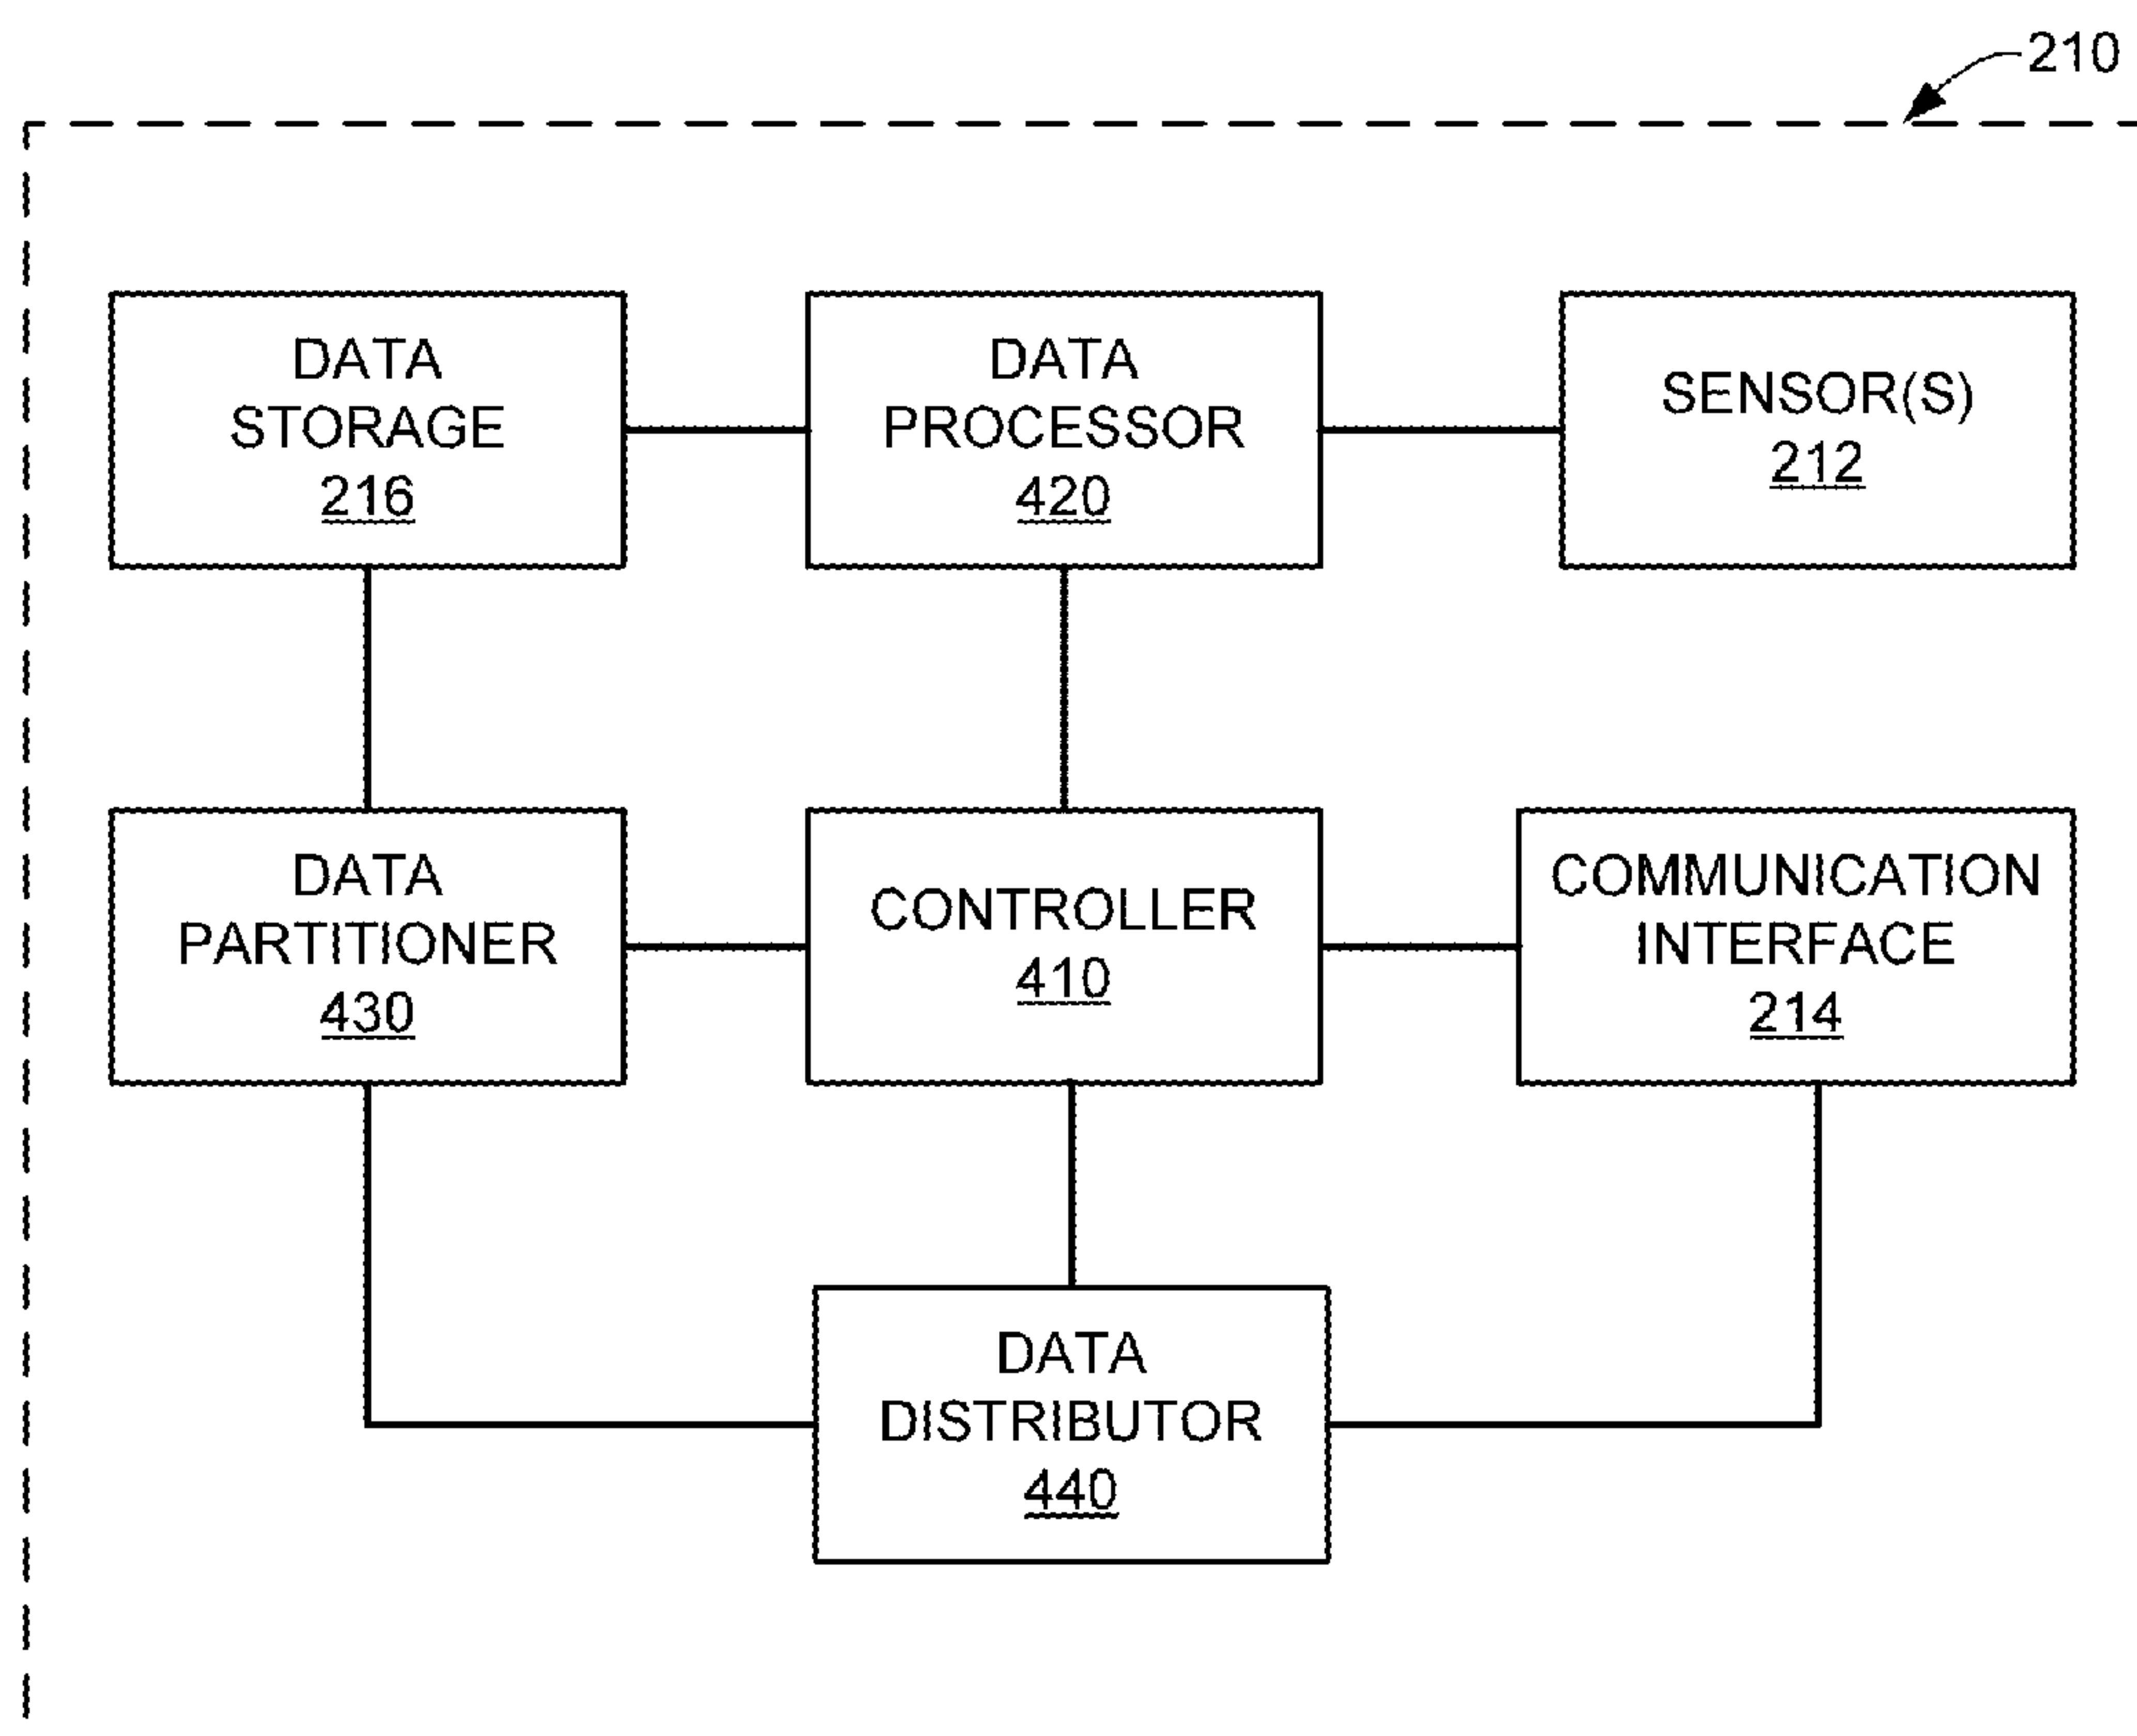 210
DATA
STORAGE
216
DATA
PROCESSOR
420
SENSOR(S)
212
DATA
PARTITIONER
430
CONTROLLER
410
COMMUNICATION
INTERFACE
214
DATA
DISTRIBUTOR
440